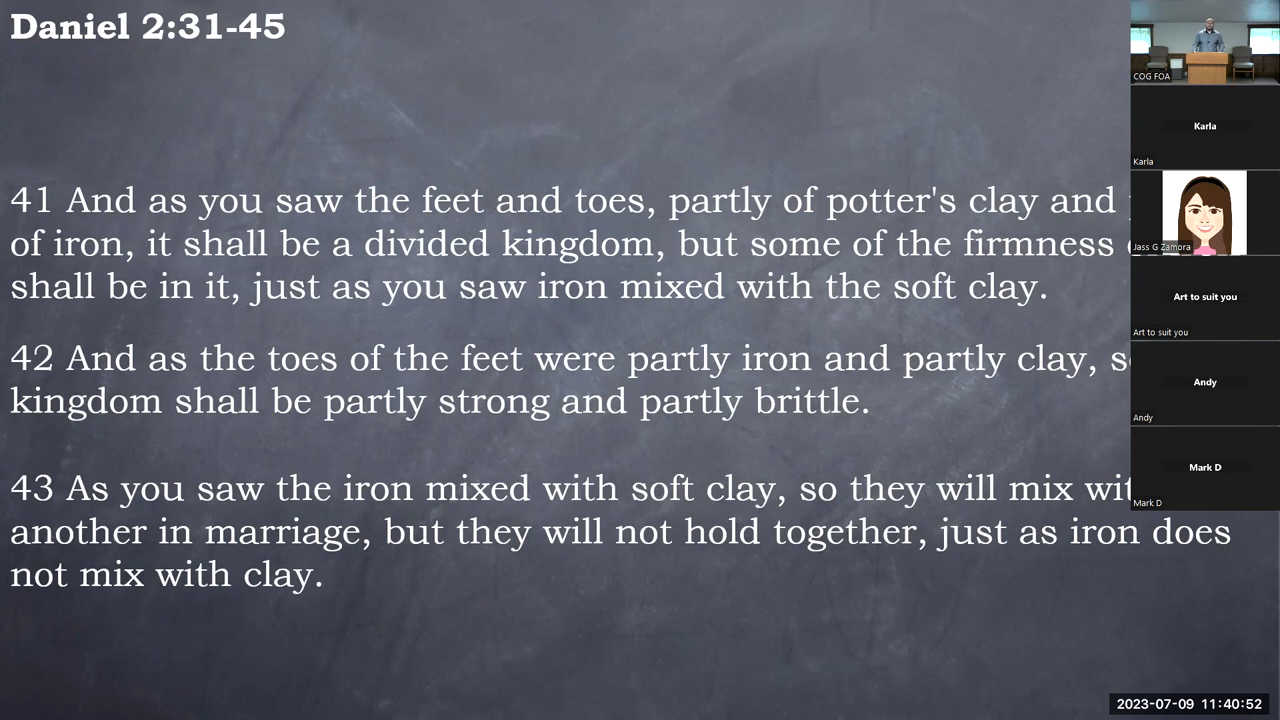 Daniel 2:31-45
41 And as you saw the feet and toes, partly of potter's clay and
of iron, it shall be a divided kingdom, but some of the firmness
shall be in it, just as you saw iron mixed with the soft clay.
42 And as the toes of the feet were partly iron and partly clay,
kingdom shall be partly strong and partly brittle.
43 As you saw the iron mixed with soft clay, so they will mix
another in marriage, but they will not hold together, just as iron does
not mix with clay.
COG FOA
Karla
Karla
Jass G Zamora
Art to suit you
Art to suit you
Andy
Andy
Mark D
Mark D
2023-07-09 11:40:52